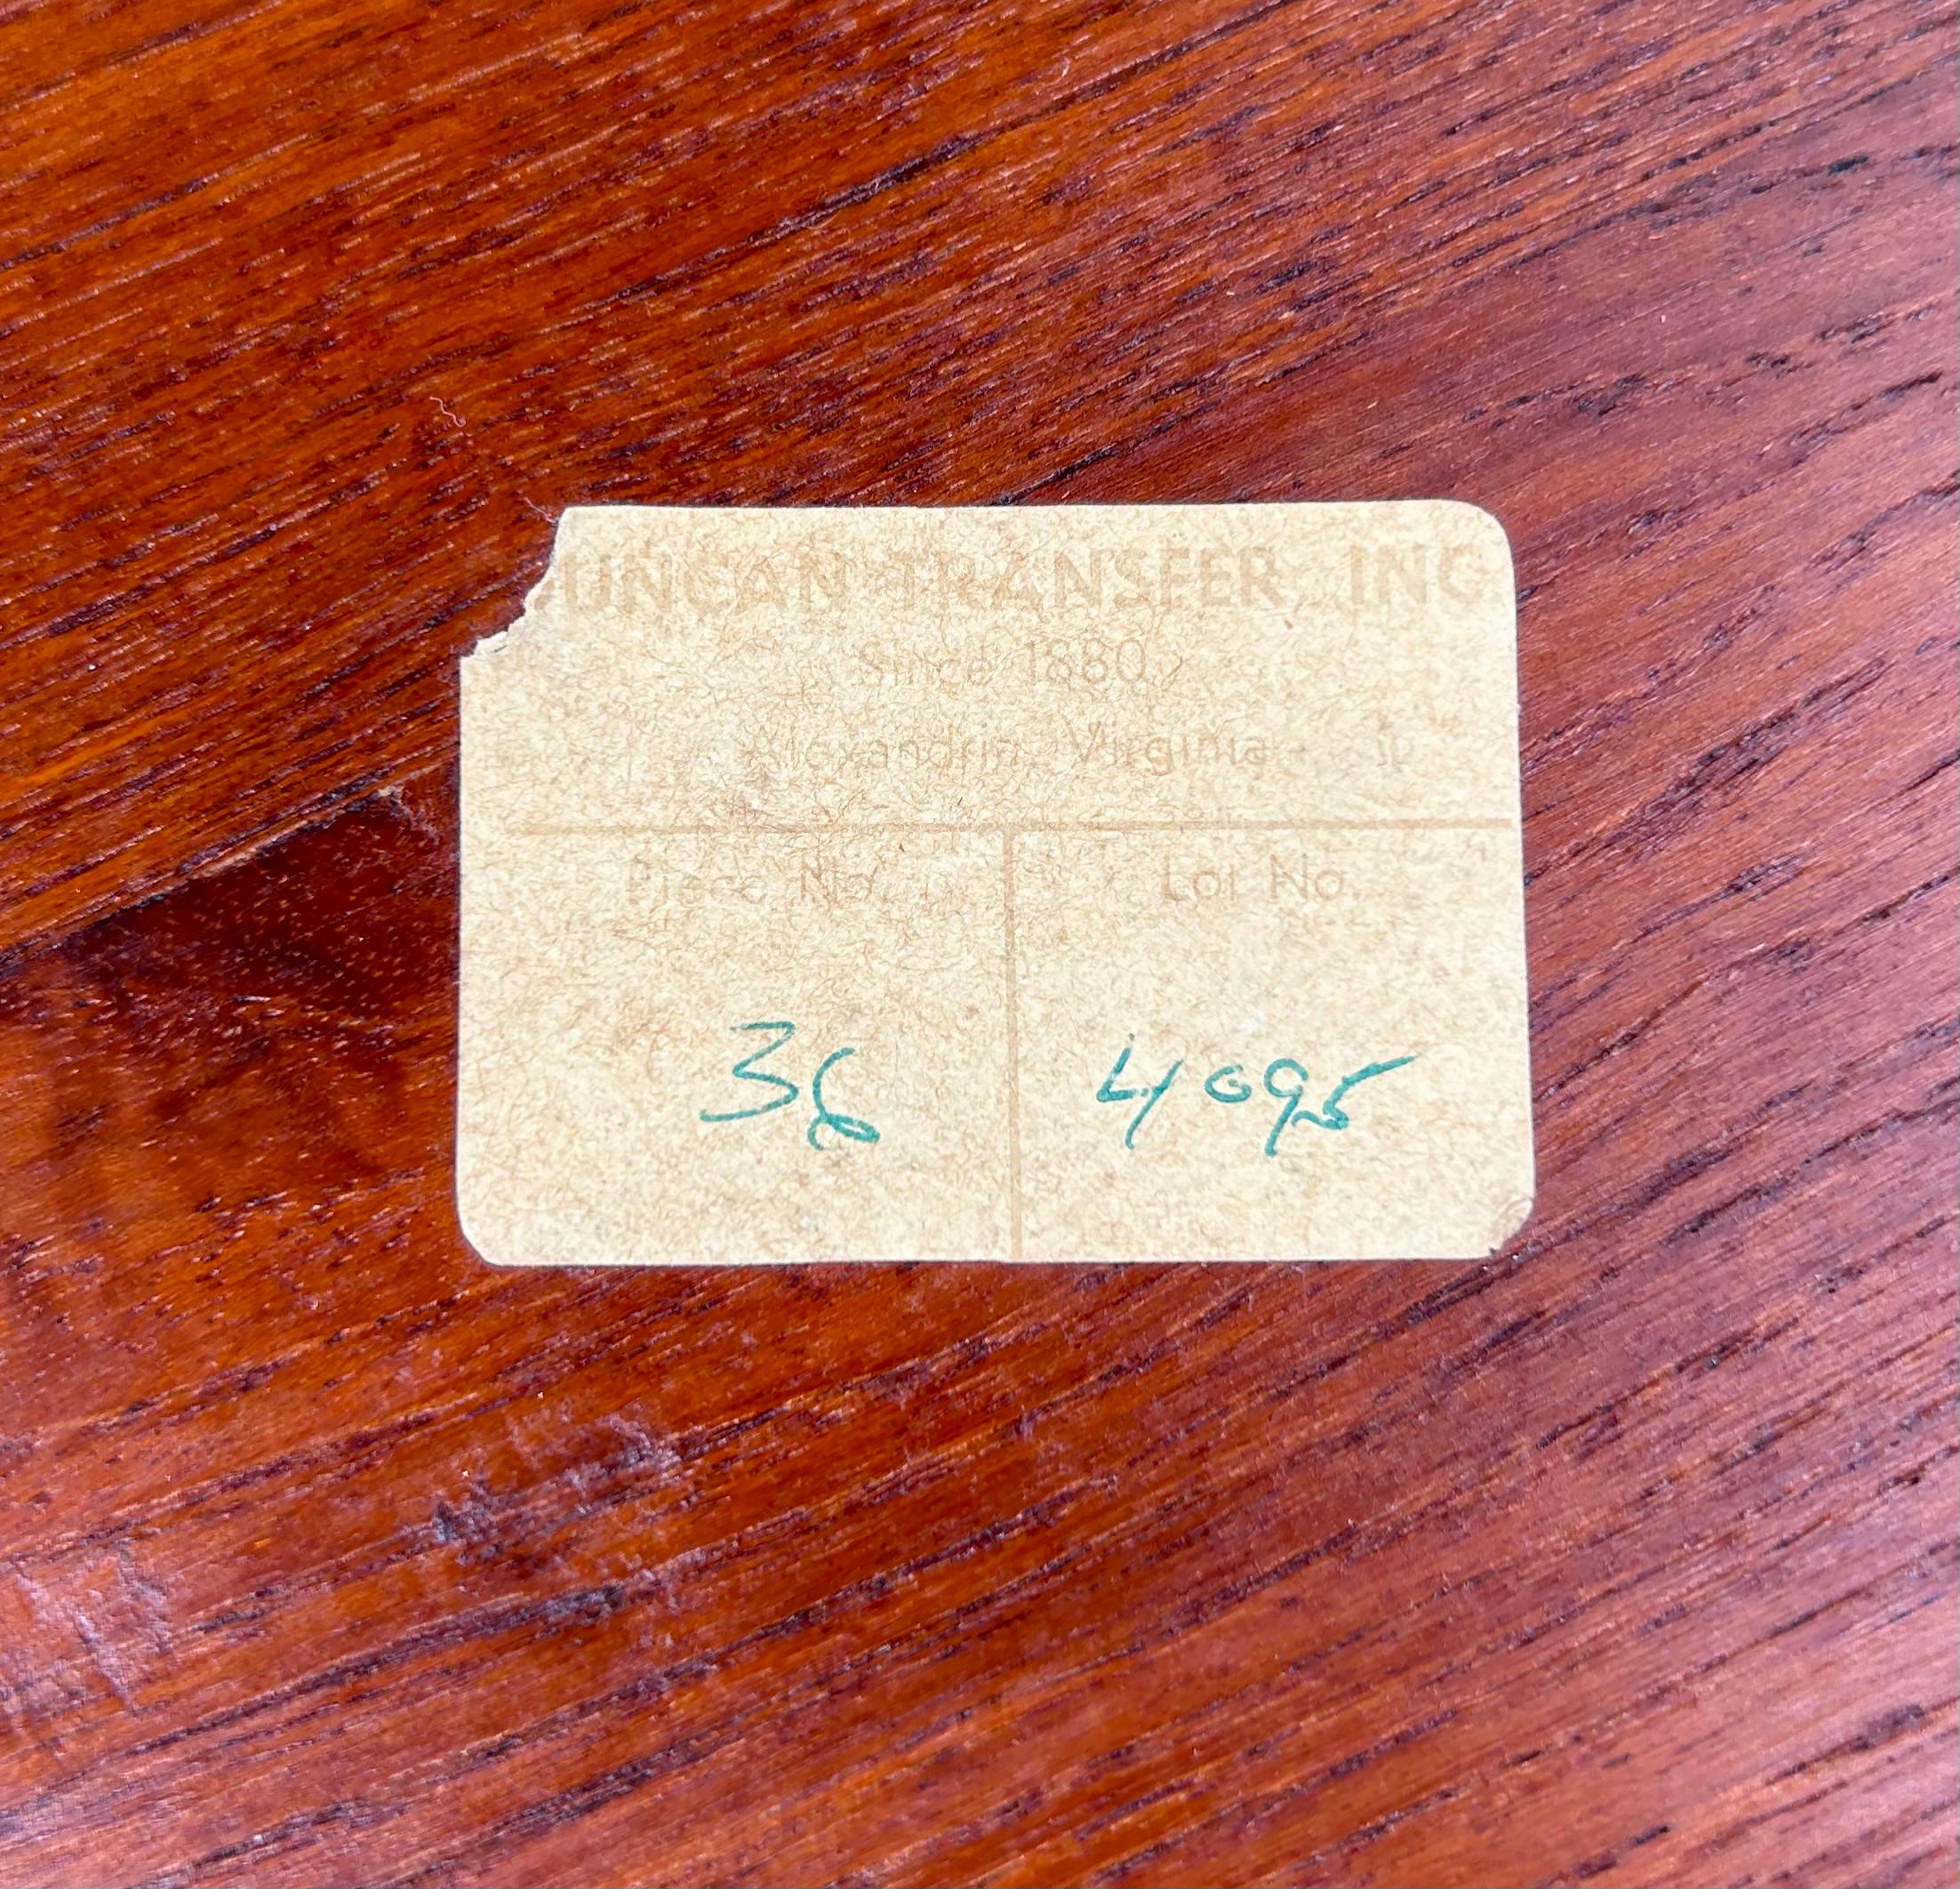 UNCAN TRANSFER, INC
Since 1880
Alexandria, Virginia
Piece No.
Lot No.
36
4095